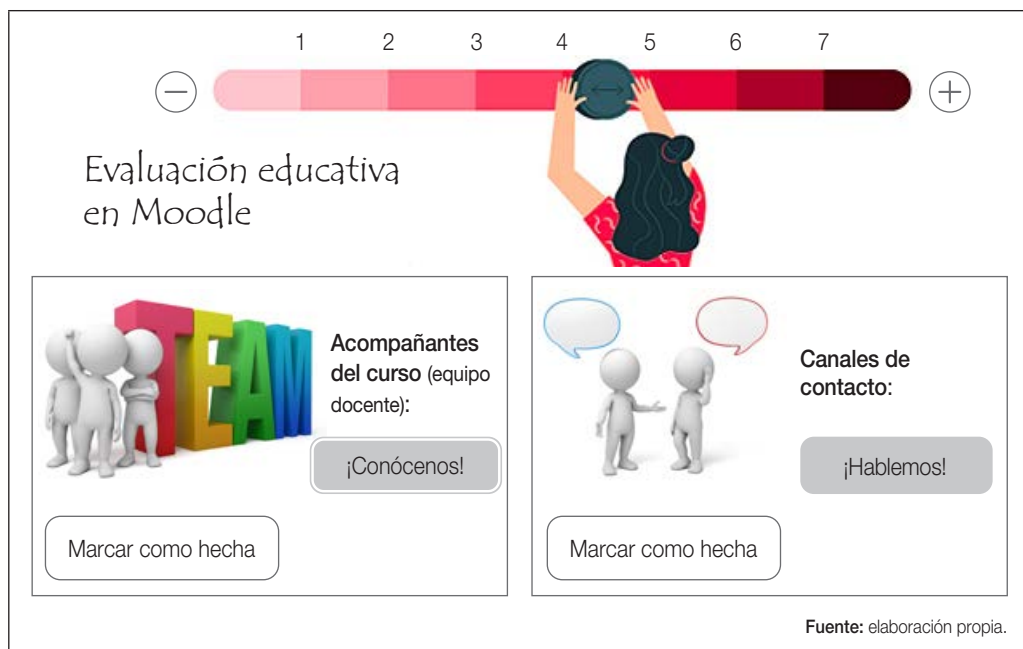 1 2 3 4 5 6 7
Evaluación educativa
en Moodle
TEAM
Acompañantes
del curso (equipo
docente):
¡Conócenos!
Marcar como hecha
Canales de
contacto:
¡Hablemos!
Marcar como hecha
Fuente: elaboración propia.